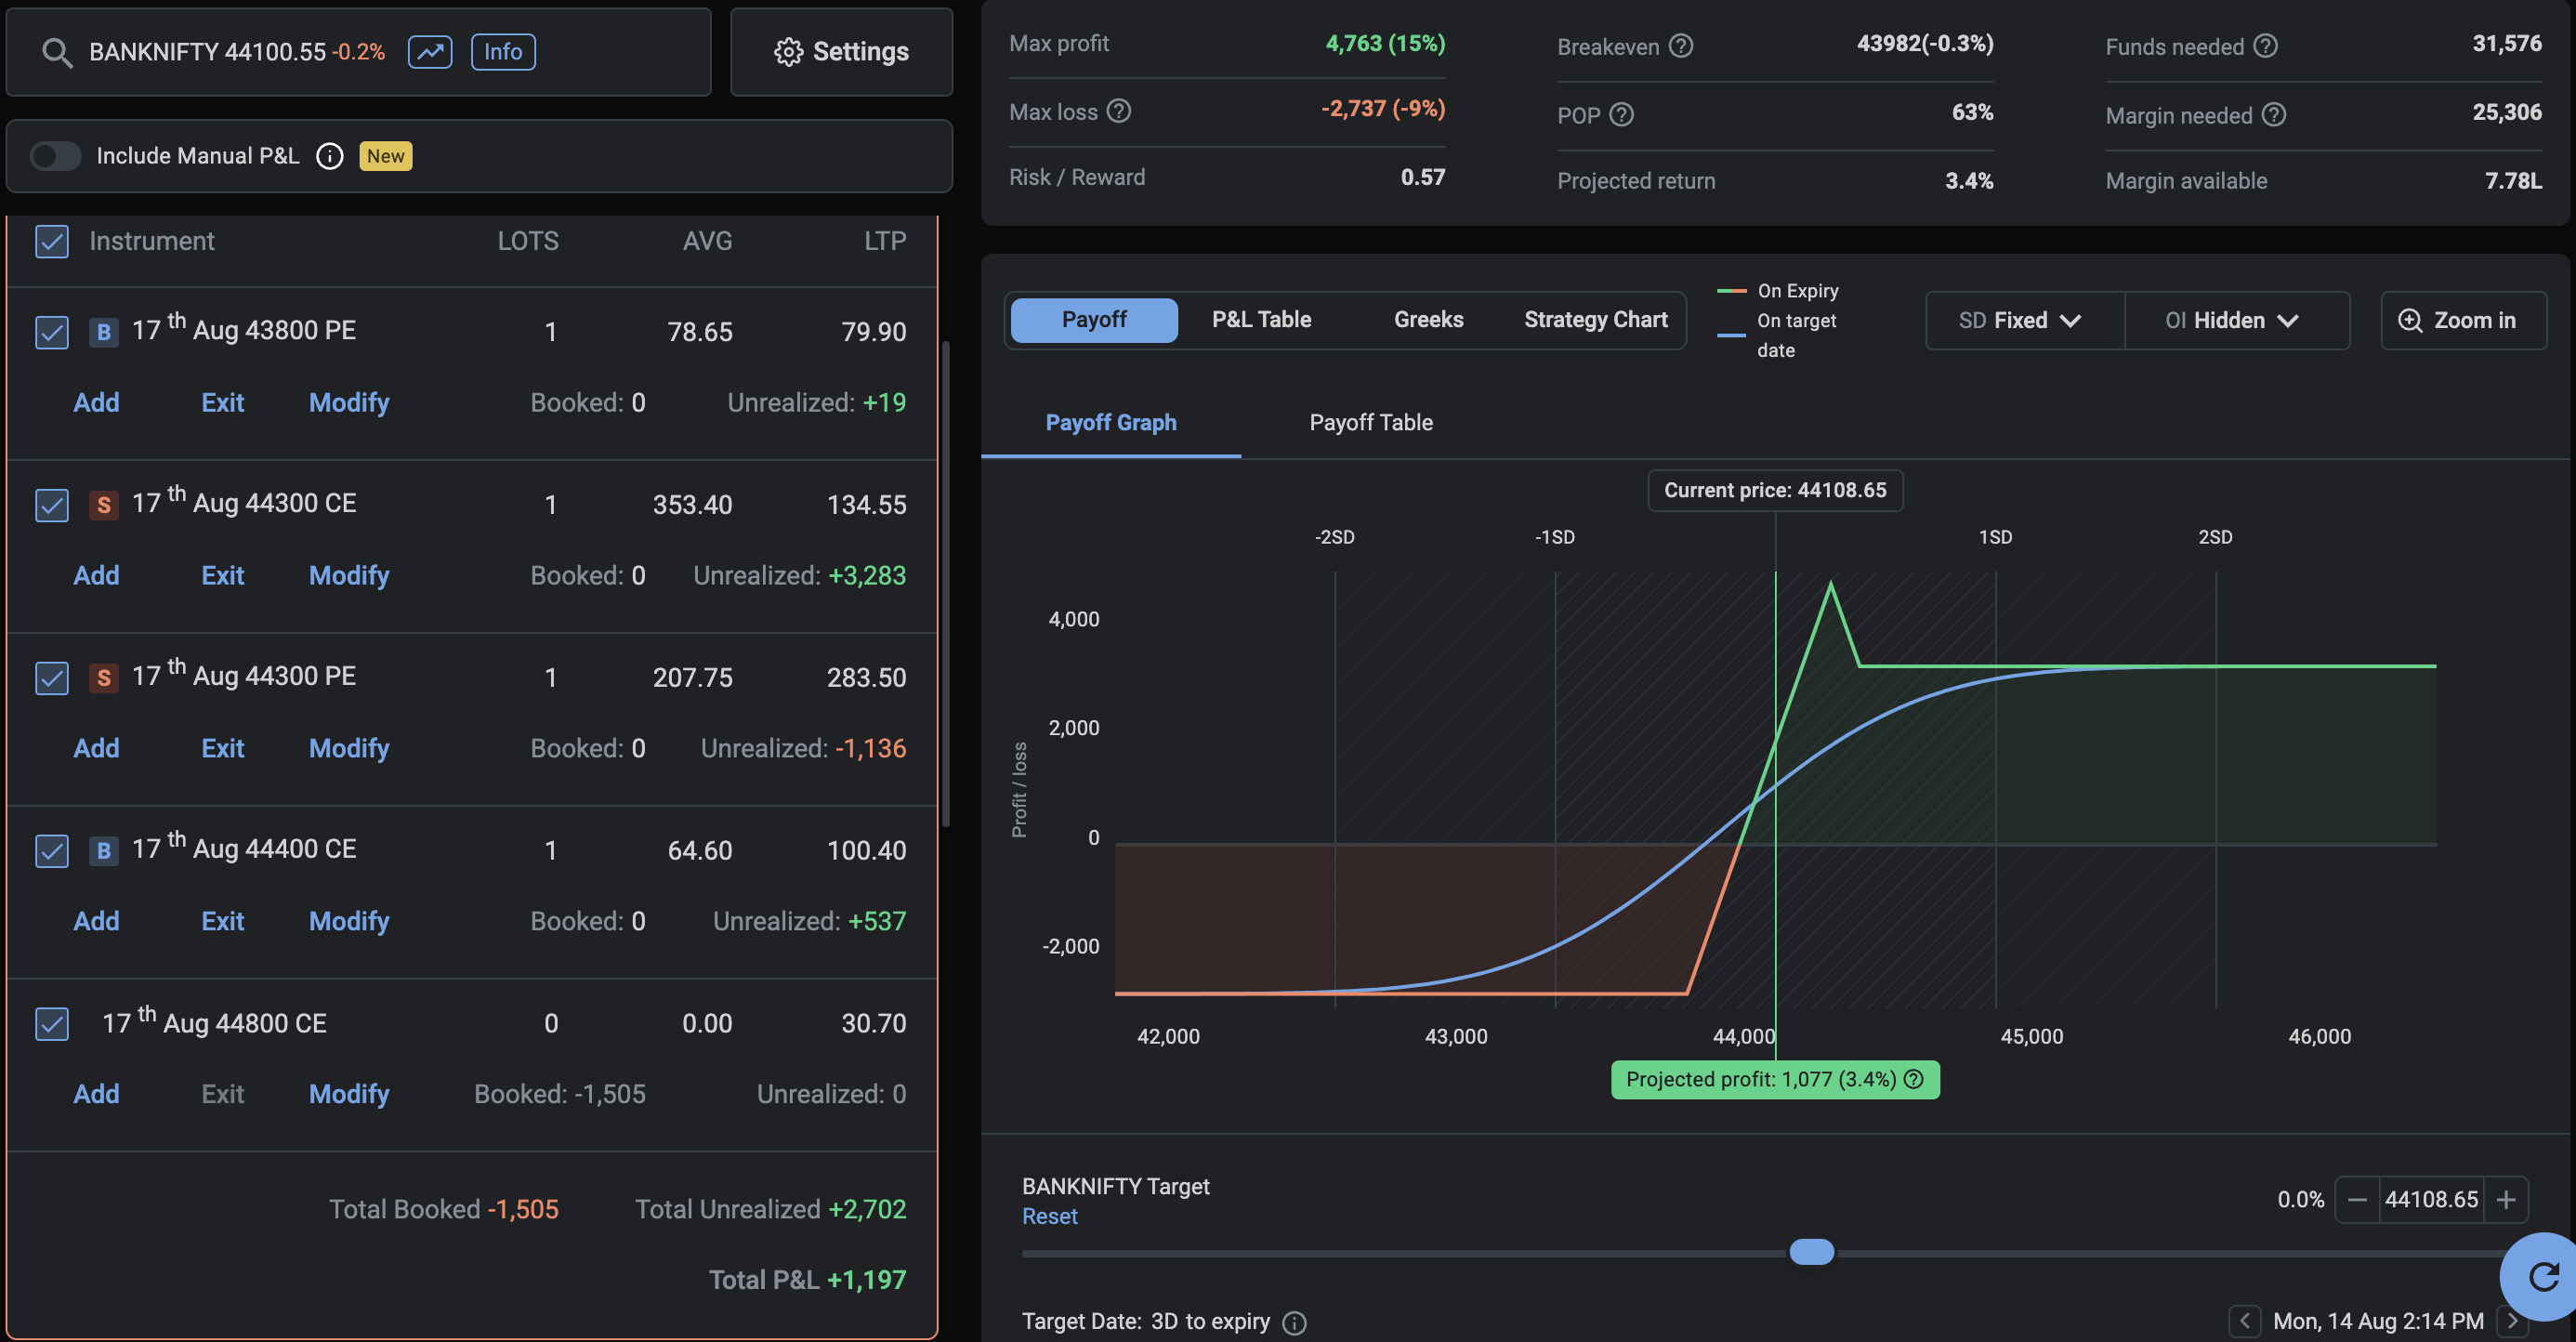 BANKNIFTY 44100.55 -0.2% Info
Settings
Include Manual P&L New
Instrument LOTS AVG LTP
B 17 th Aug 43800 PE 1 78.65 79.90
Add Exit Modify Booked: 0 Unrealized: +19
S 17 th Aug 44300 CE 1 353.40 134.55
Add Exit Modify Booked: 0 Unrealized: +3,283
S 17 th Aug 44300 PE 1 207.75 283.50
Add Exit Modify Booked: 0 Unrealized: -1,136
B 17 th Aug 44400 CE 1 64.60 100.40
Add Exit Modify Booked: 0 Unrealized: +537
17 th Aug 44800 CE 0 0.00 30.70
Add Exit Modify Booked: -1,505 Unrealized: 0
Total Booked -1,505 Total Unrealized +2,702
Total P&L +1,197
Max profit 4,763 (15%)
Max loss ? -2,737 (-9%)
Risk / Reward 0.57
Breakeven ? 43982(-0.3%)
POP ? 63%
Projected return 3.4%
Funds needed ? 31,576
Margin needed ? 25,306
Margin available 7.78L
Payoff P&L Table Greeks Strategy Chart
On Expiry
On target
date
SD Fixed OI Hidden
Zoom in
Payoff Graph Payoff Table
Current price: 44108.65
-2SD -1SD 1SD 2SD
4,000
2,000
0
-2,000
Profit / loss
42,000 43,000 44,000 45,000 46,000
Projected profit: 1,077 (3.4%) ?
BANKNIFTY Target
Reset
0.0% − 44108.65 +
Target Date: 3D to expiry
< Mon, 14 Aug 2:14 PM >